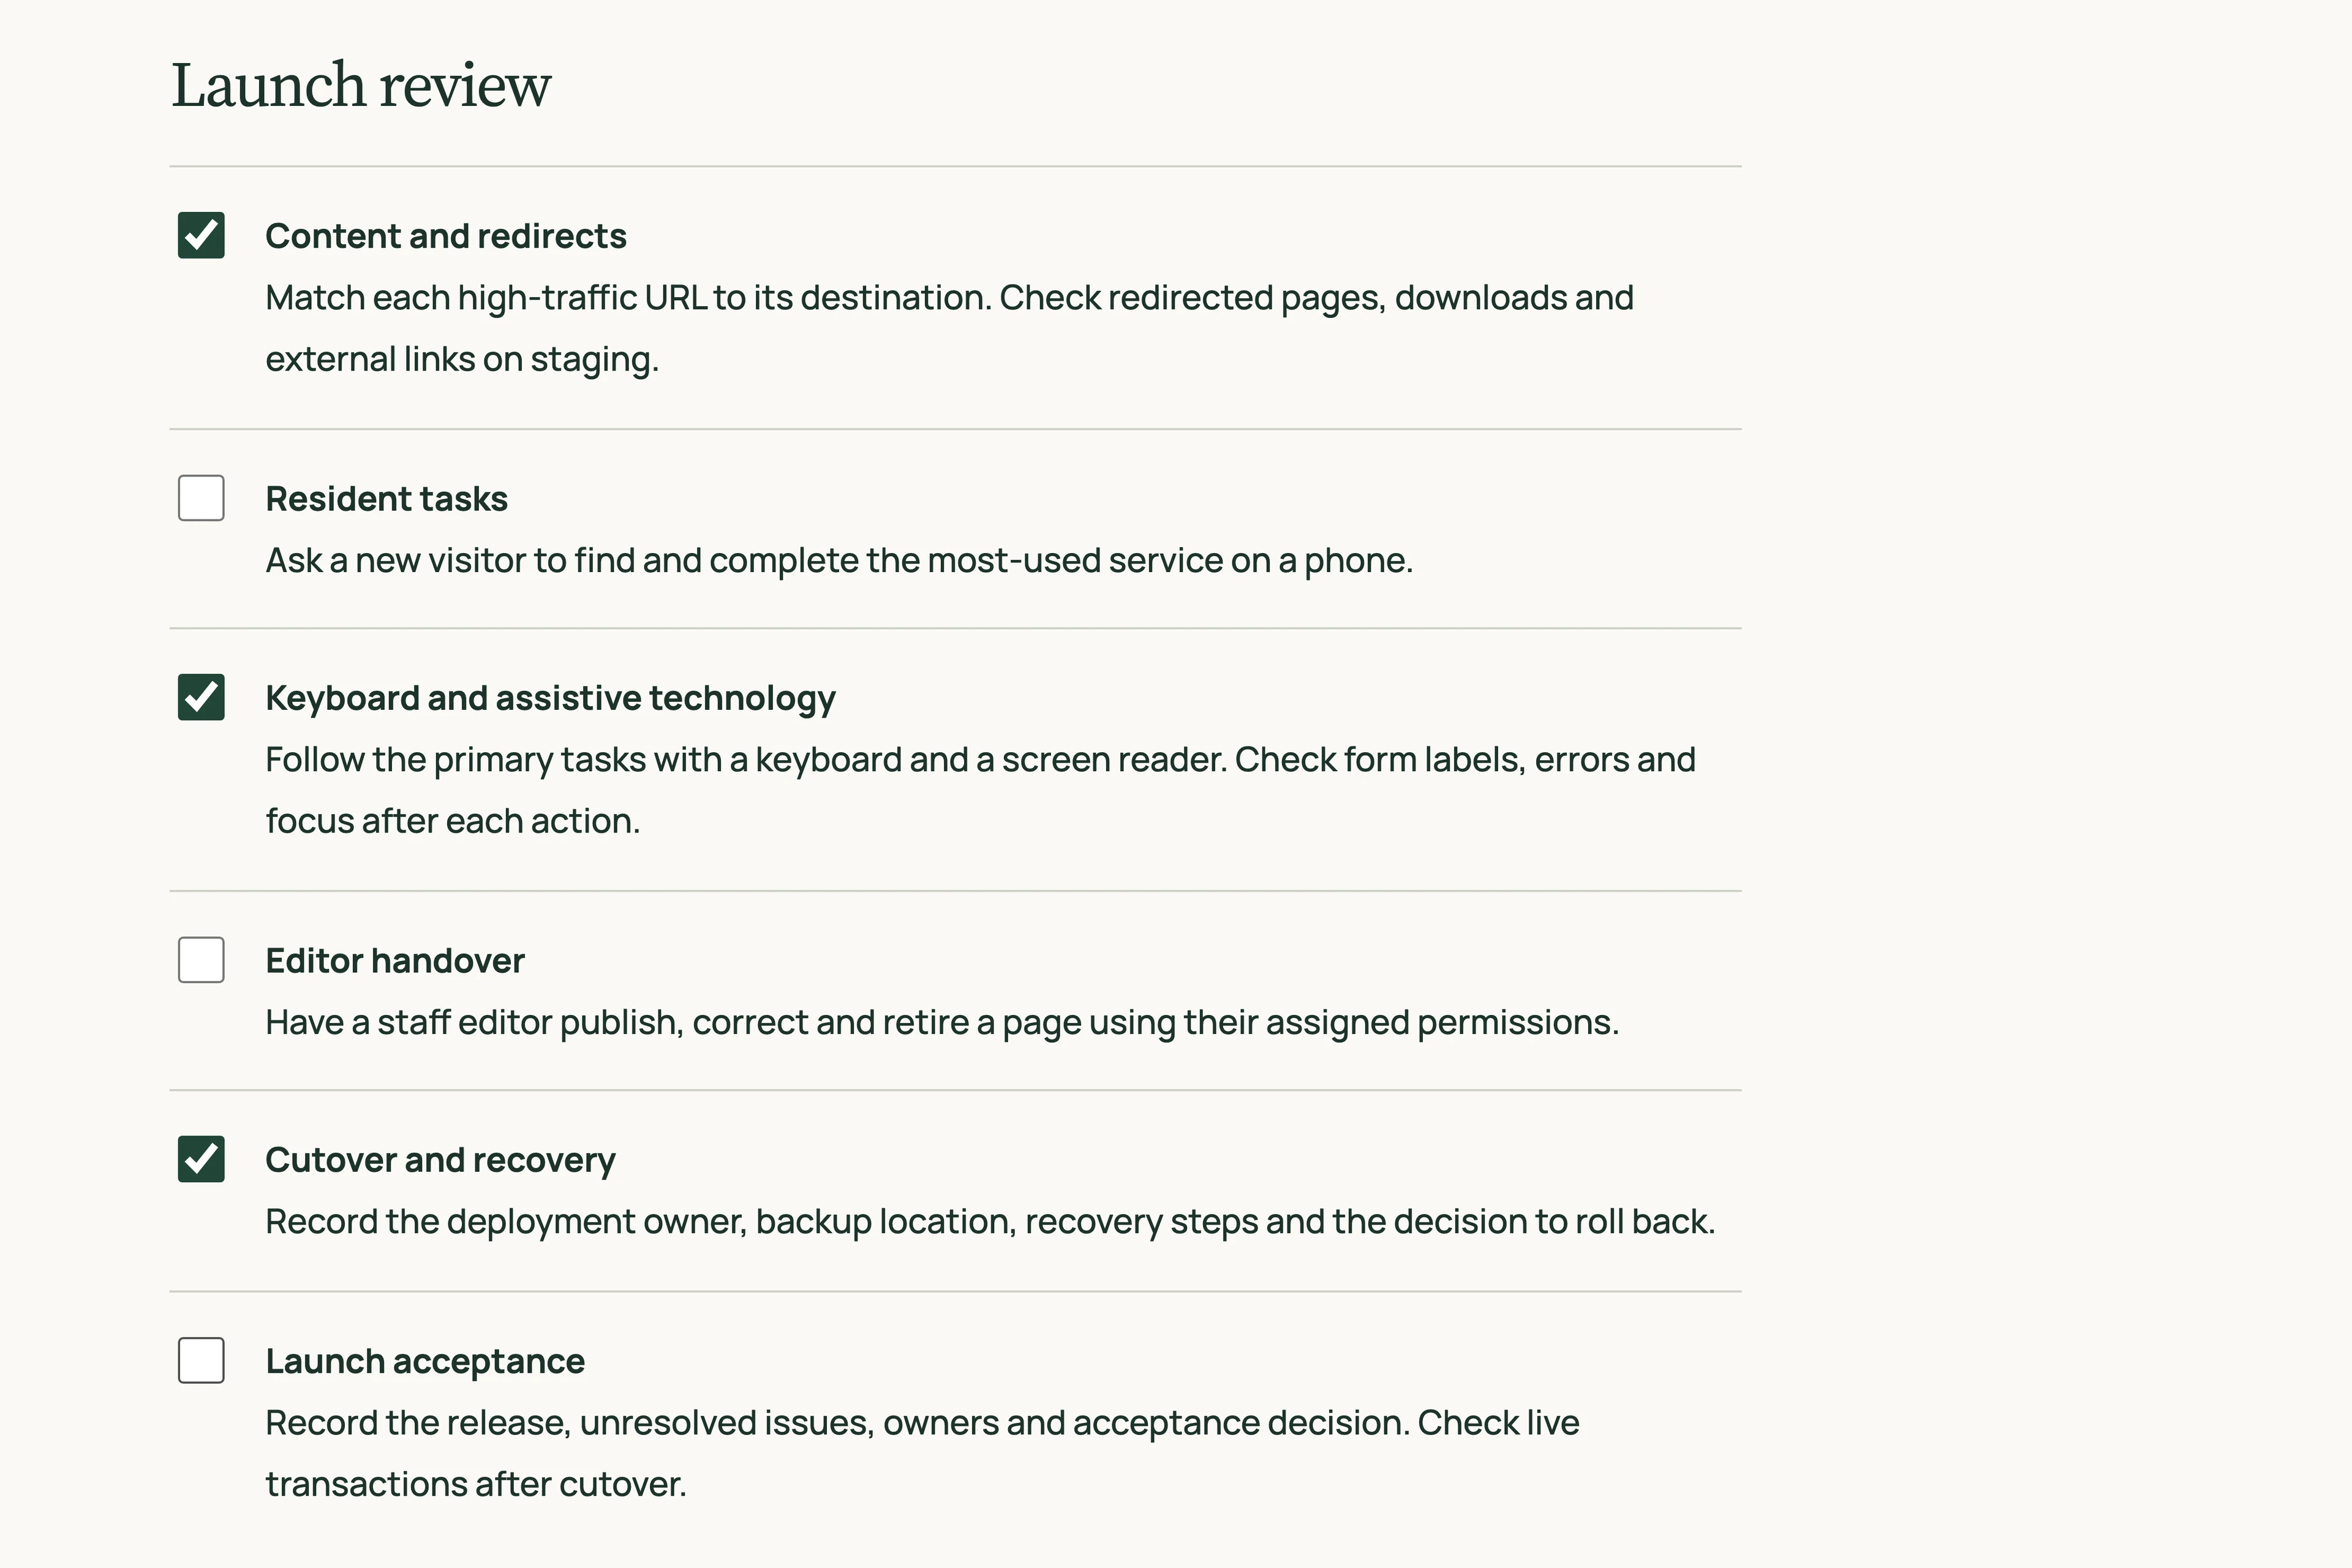 Launch review
Content and redirects
Match each high-traffic URL to its destination. Check redirected pages, downloads and
external links on staging.
Resident tasks
Ask a new visitor to find and complete the most-used service on a phone.
Keyboard and assistive technology
Follow the primary tasks with a keyboard and a screen reader. Check form labels, errors and
focus after each action.
Editor handover
Have a staff editor publish, correct and retire a page using their assigned permissions.
Cutover and recovery
Record the deployment owner, backup location, recovery steps and the decision to roll back.
Launch acceptance
Record the release, unresolved issues, owners and acceptance decision. Check live
transactions after cutover.